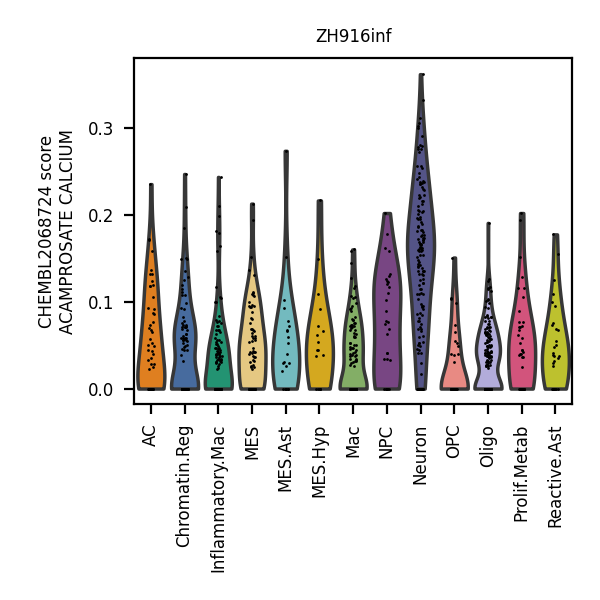 ZH916inf
CHEMBL2068724 score
ACAMPROSATE CALCIUM
0.3
0.2
0.1
0.0
AC
Chromatin.Reg
Inflammatory.Mac
MES
MES.Ast
MES.Hyp
Mac
NPC
Neuron
OPC
Oligo
Prolif.Metab
Reactive.Ast